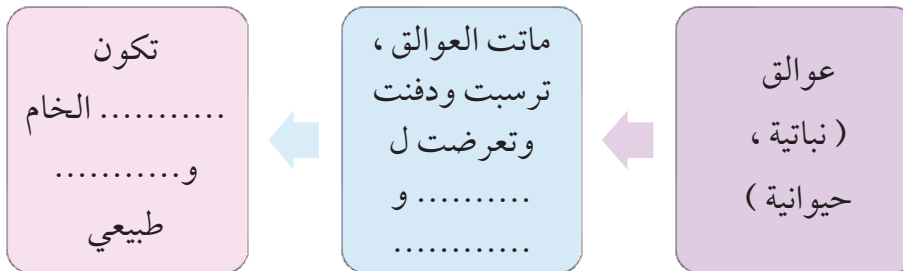 عوالق
( نباتية ،
حيوانية )
ماتت العوالق ،
ترسبت ودفنت
وتعرضت ل
.......... و
............
تكون
........... الخام
و...........
طبيعي